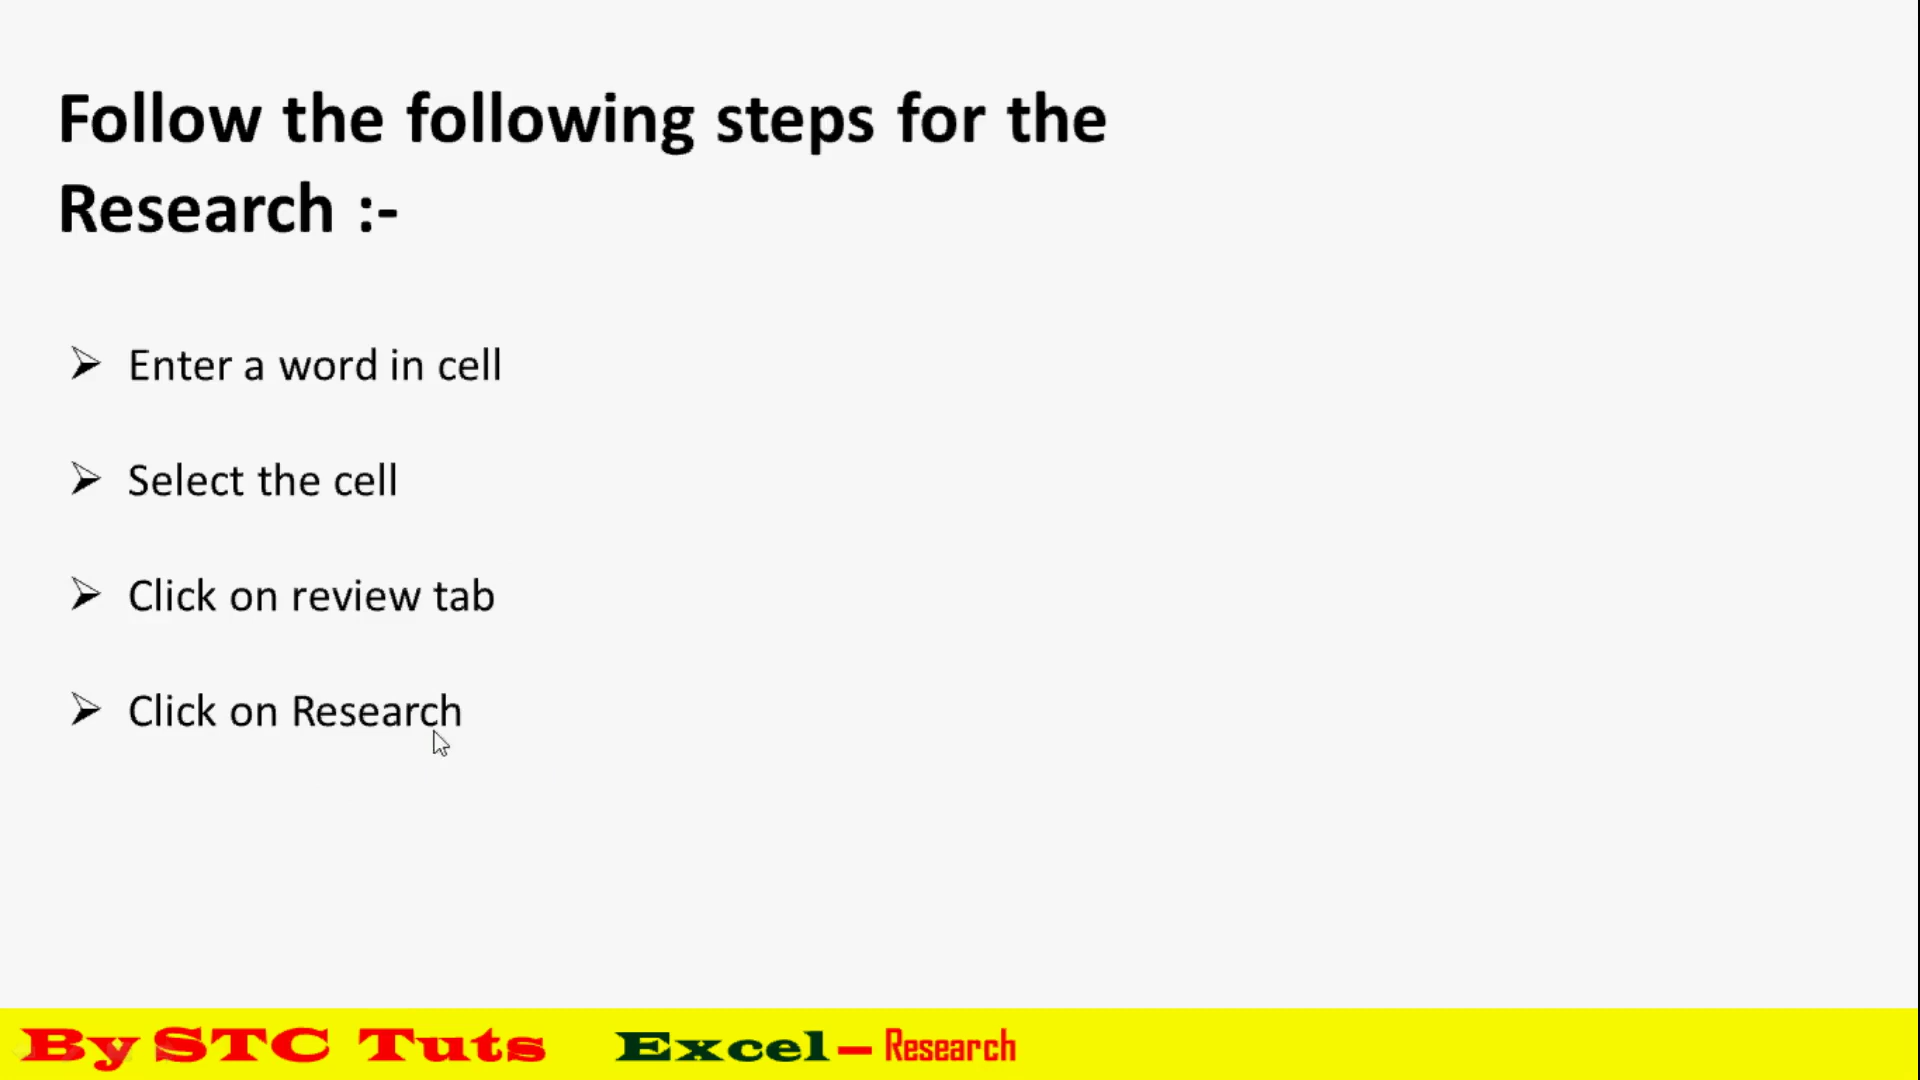 Follow the following steps for the
Research :-
Enter a word in cell
Select the cell
Click on review tab
Click on Research
By STC Tuts Excel – Research